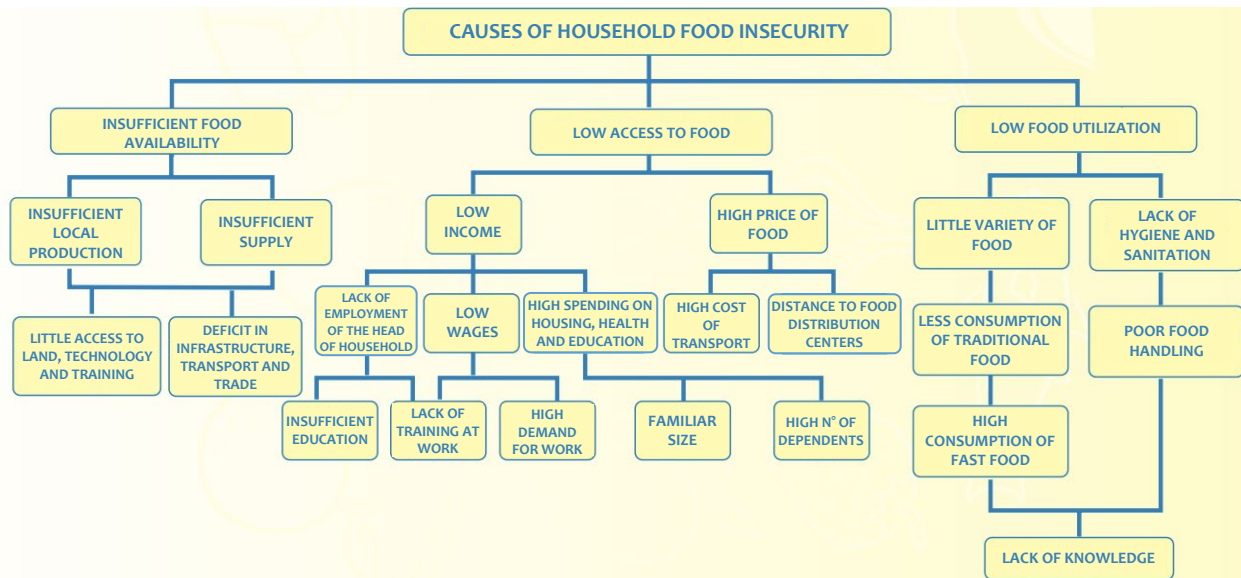 CAUSES OF HOUSEHOLD FOOD INSECURITY
INSUFFICIENT FOOD
AVAILABILITY
LOW ACCESS TO FOOD
LOW FOOD UTILIZATION
INSUFFICIENT
LOCAL
PRODUCTION
INSUFFICIENT
SUPPLY
LOW
INCOME
HIGH PRICE OF
FOOD
LITTLE VARIETY OF
FOOD
LACK OF
HYGIENE AND
SANITATION
LITTLE ACCESS TO
LAND, TECHNOLOGY
AND TRAINING
DEFICIT IN
INFRASTRUCTURE,
TRANSPORT AND
TRADE
LACK OF
EMPLOYMENT
OF THE HEAD
OF HOUSEHOLD
LOW
WAGES
HIGH SPENDING ON
HOUSING, HEALTH
AND EDUCATION
HIGH COST
OF
TRANSPORT
DISTANCE TO FOOD
DISTRIBUTION
CENTERS
LESS CONSUMPTION
OF TRADITIONAL
FOOD
POOR FOOD
HANDLING
INSUFFICIENT
EDUCATION
LACK OF
TRAINING AT
WORK
HIGH
DEMAND
FOR WORK
FAMILIAR
SIZE
HIGH N° OF
DEPENDENTS
HIGH
CONSUMPTION OF
FAST FOOD
LACK OF KNOWLEDGE